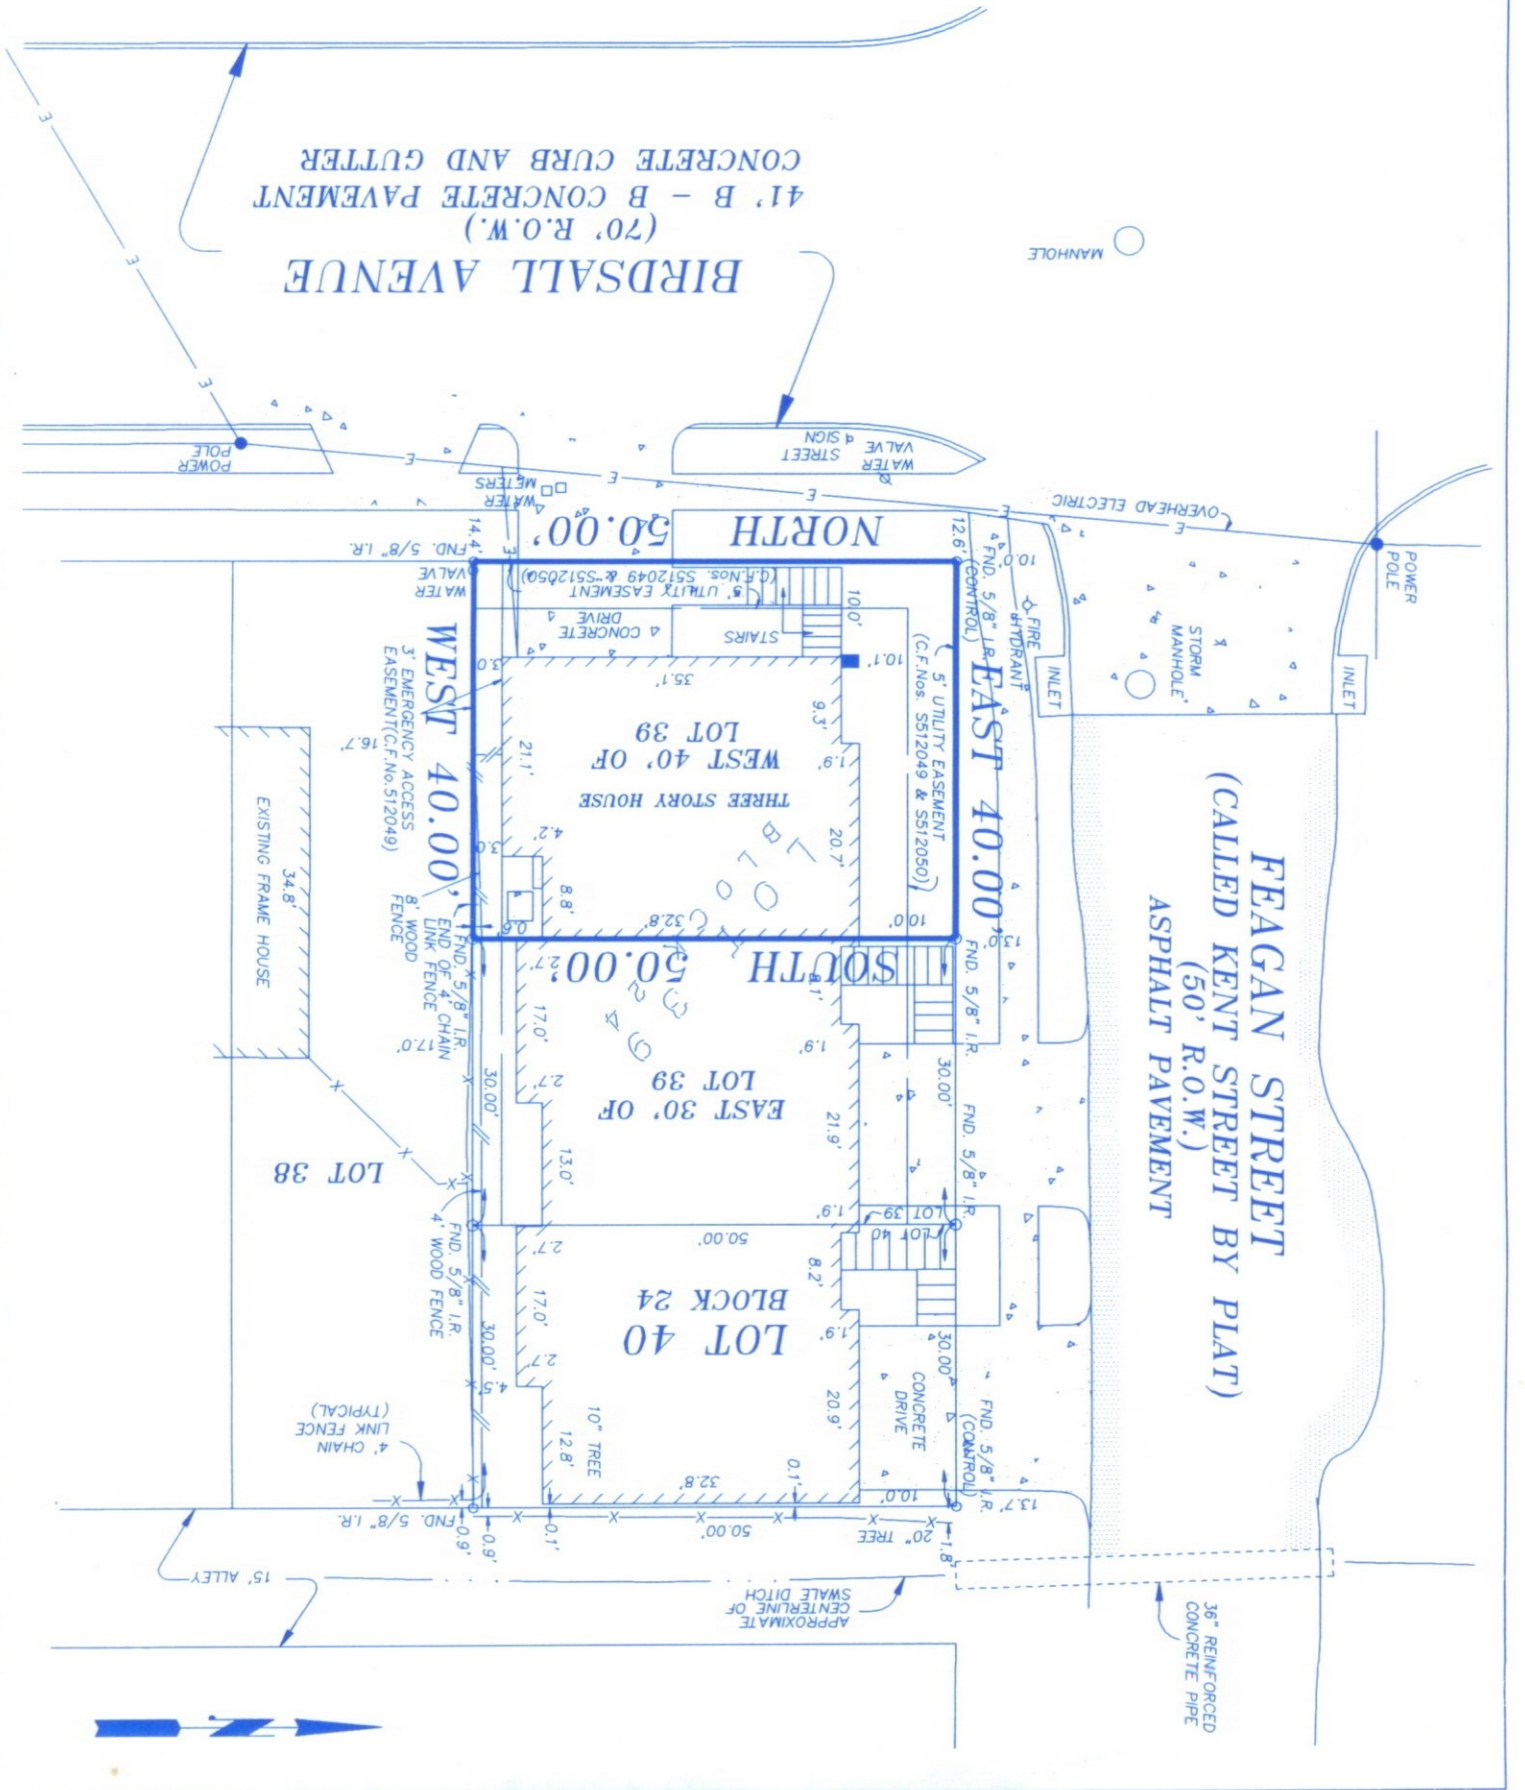 CONCRETE CURB AND GUTTER
41' B - B CONCRETE PAVEMENT
(70' R.O.W.)
BIRDSALL AVENUE
MANHOLE
E
E
E
POWER
POLE
E
E
E
E
E
WATER
METERS
STREET
SIGN
WATER
VALVE
OVERHEAD ELECTRIC
POWER
POLE
NORTH 50.00'
14.4'
12.6'
FND. 5/8" I.R.
FND. 5/8" I.R.
(CONTROL)
10.0'
WATER
VALVE
5' UTILITY EASEMENT
(C.F.Nos. S512049 & S512050)
CONCRETE
DRIVE
STAIRS
10.0'
10.1'
FIRE
HYDRANT
INLET
STORM
MANHOLE
INLET
WEST 40.00'
3' EMERGENCY ACCESS
EASEMENT(C.F.No.512049)
3.0'
35.1'
9.3'
1.9'
21.1'
WEST 40' OF
LOT 39
THREE STORY HOUSE
4.2'
3.0'
8.8'
20.7'
32.8'
10.0'
0.6'
718
5' UTILITY EASEMENT
(C.F.Nos. S512049 & S512050)
EAST 40.00'
13.0'
16.7'
EXISTING FRAME HOUSE
34.8'
8' WOOD
FENCE
END OF 4' CHAIN
LINK FENCE
FND. 5/8" I.R.
17.0'
SOUTH 50.00'
FND. 5/8" I.R.
2.7'
17.0'
2.7'
8.1'
1.9'
30.00'
30.00'
EAST 30' OF
LOT 39
21.9'
13.0'
1.9'
FND. 5/8" I.R.
LOT 38
FND. 5/8" I.R.
4' WOOD FENCE
LOT 39
LOT 40
50.00'
2.7'
8.2'
17.0'
BLOCK 24
LOT 40
1.9'
2.7'
30.00'
30.00'
4.5'
20.9'
12.8'
10" TREE
CONCRETE
DRIVE
FND. 5/8" I.R.
(CONTROL)
4' CHAIN
LINK FENCE
(TYPICAL)
32.8'
0.1'
10.0'
13.7'
FND. 5/8" I.R.
0.9'
0.9'
0.1'
50.00'
20" TREE
1.8'
15' ALLEY
APPROXIMATE
CENTERLINE OF
SWALE DITCH
FEAGAN STREET
(CALLED KENT STREET BY PLAT)
(50' R.O.W.)
ASPHALT PAVEMENT
36" REINFORCED
CONCRETE PIPE